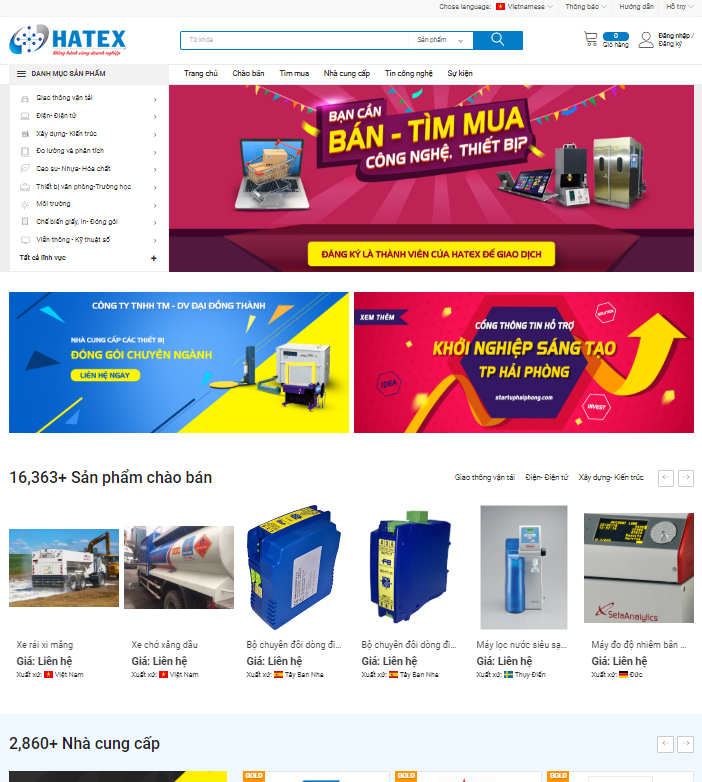 Chose language: Vietnamese
Thông báo
Hướng dẫn
Hỗ trợ
HATEX
Đồng hành cùng doanh nghiệp
Từ khóa
Sản phẩm
0
Giỏ hàng
Đăng nhập /
Đăng ký
DANH MỤC SẢN PHẨM
Trang chủ
Chào bán
Tìm mua
Nhà cung cấp
Tin công nghệ
Sự kiện
Giao thông vận tải
Điện- Điện tử
Xây dựng- Kiến trúc
Đo lường và phân tích
Cao su- Nhựa- Hóa chất
Thiết bị văn phòng-Trường học
Môi trường
Chế biến giấy, In- Đóng gói
Viễn thông - Kỹ thuật số
Tất cả lĩnh vực
BẠN CẦN
BÁN - TÌM MUA
CÔNG NGHỆ, THIẾT BỊ?
ĐĂNG KÝ LÀ THÀNH VIÊN CỦA HATEX ĐỂ GIAO DỊCH
CÔNG TY TNHH TM - DV ĐẠI ĐỒNG THÀNH
NHÀ CUNG CẤP CÁC THIẾT BỊ
ĐÓNG GÓI CHUYÊN NGÀNH
LIÊN HỆ NGAY
XEM THÊM
SOLUTION
CỔNG THÔNG TIN HỖ TRỢ
KHỞI NGHIỆP SÁNG TẠO
TP HẢI PHÒNG
IDEA
startuphaiphong.com
INVEST
16,363+ Sản phẩm chào bán
Giao thông vận tải
Điện- Điện tử
Xây dựng- Kiến trúc
SelaAnalytics
Xe rải xi măng
Giá: Liên hệ
Xuất xứ: Việt Nam
Xe chở xăng dầu
Giá: Liên hệ
Xuất xứ: Việt Nam
Bộ chuyển đổi dòng đi...
Giá: Liên hệ
Xuất xứ: Tây Ban Nha
Bộ chuyển đổi dòng đi...
Giá: Liên hệ
Xuất xứ: Tây Ban Nha
Máy lọc nước siêu sạ...
Giá: Liên hệ
Xuất xứ: Thụy Điển
Máy đo độ nhiễm bẩn ...
Giá: Liên hệ
Xuất xứ: Đức
2,860+ Nhà cung cấp
GOLD
GOLD
GOLD